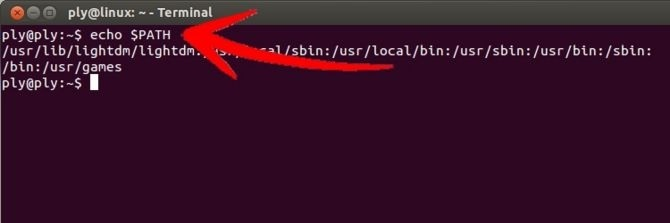 ply@linux: ~ - Terminal
ply@ply:~$ echo $PATH
/usr/lib/lightdm/lightdm: /sbin:/usr/local/bin:/usr/sbin:/usr/bin:/sbin:
/bin:/usr/games
ply@ply:~$